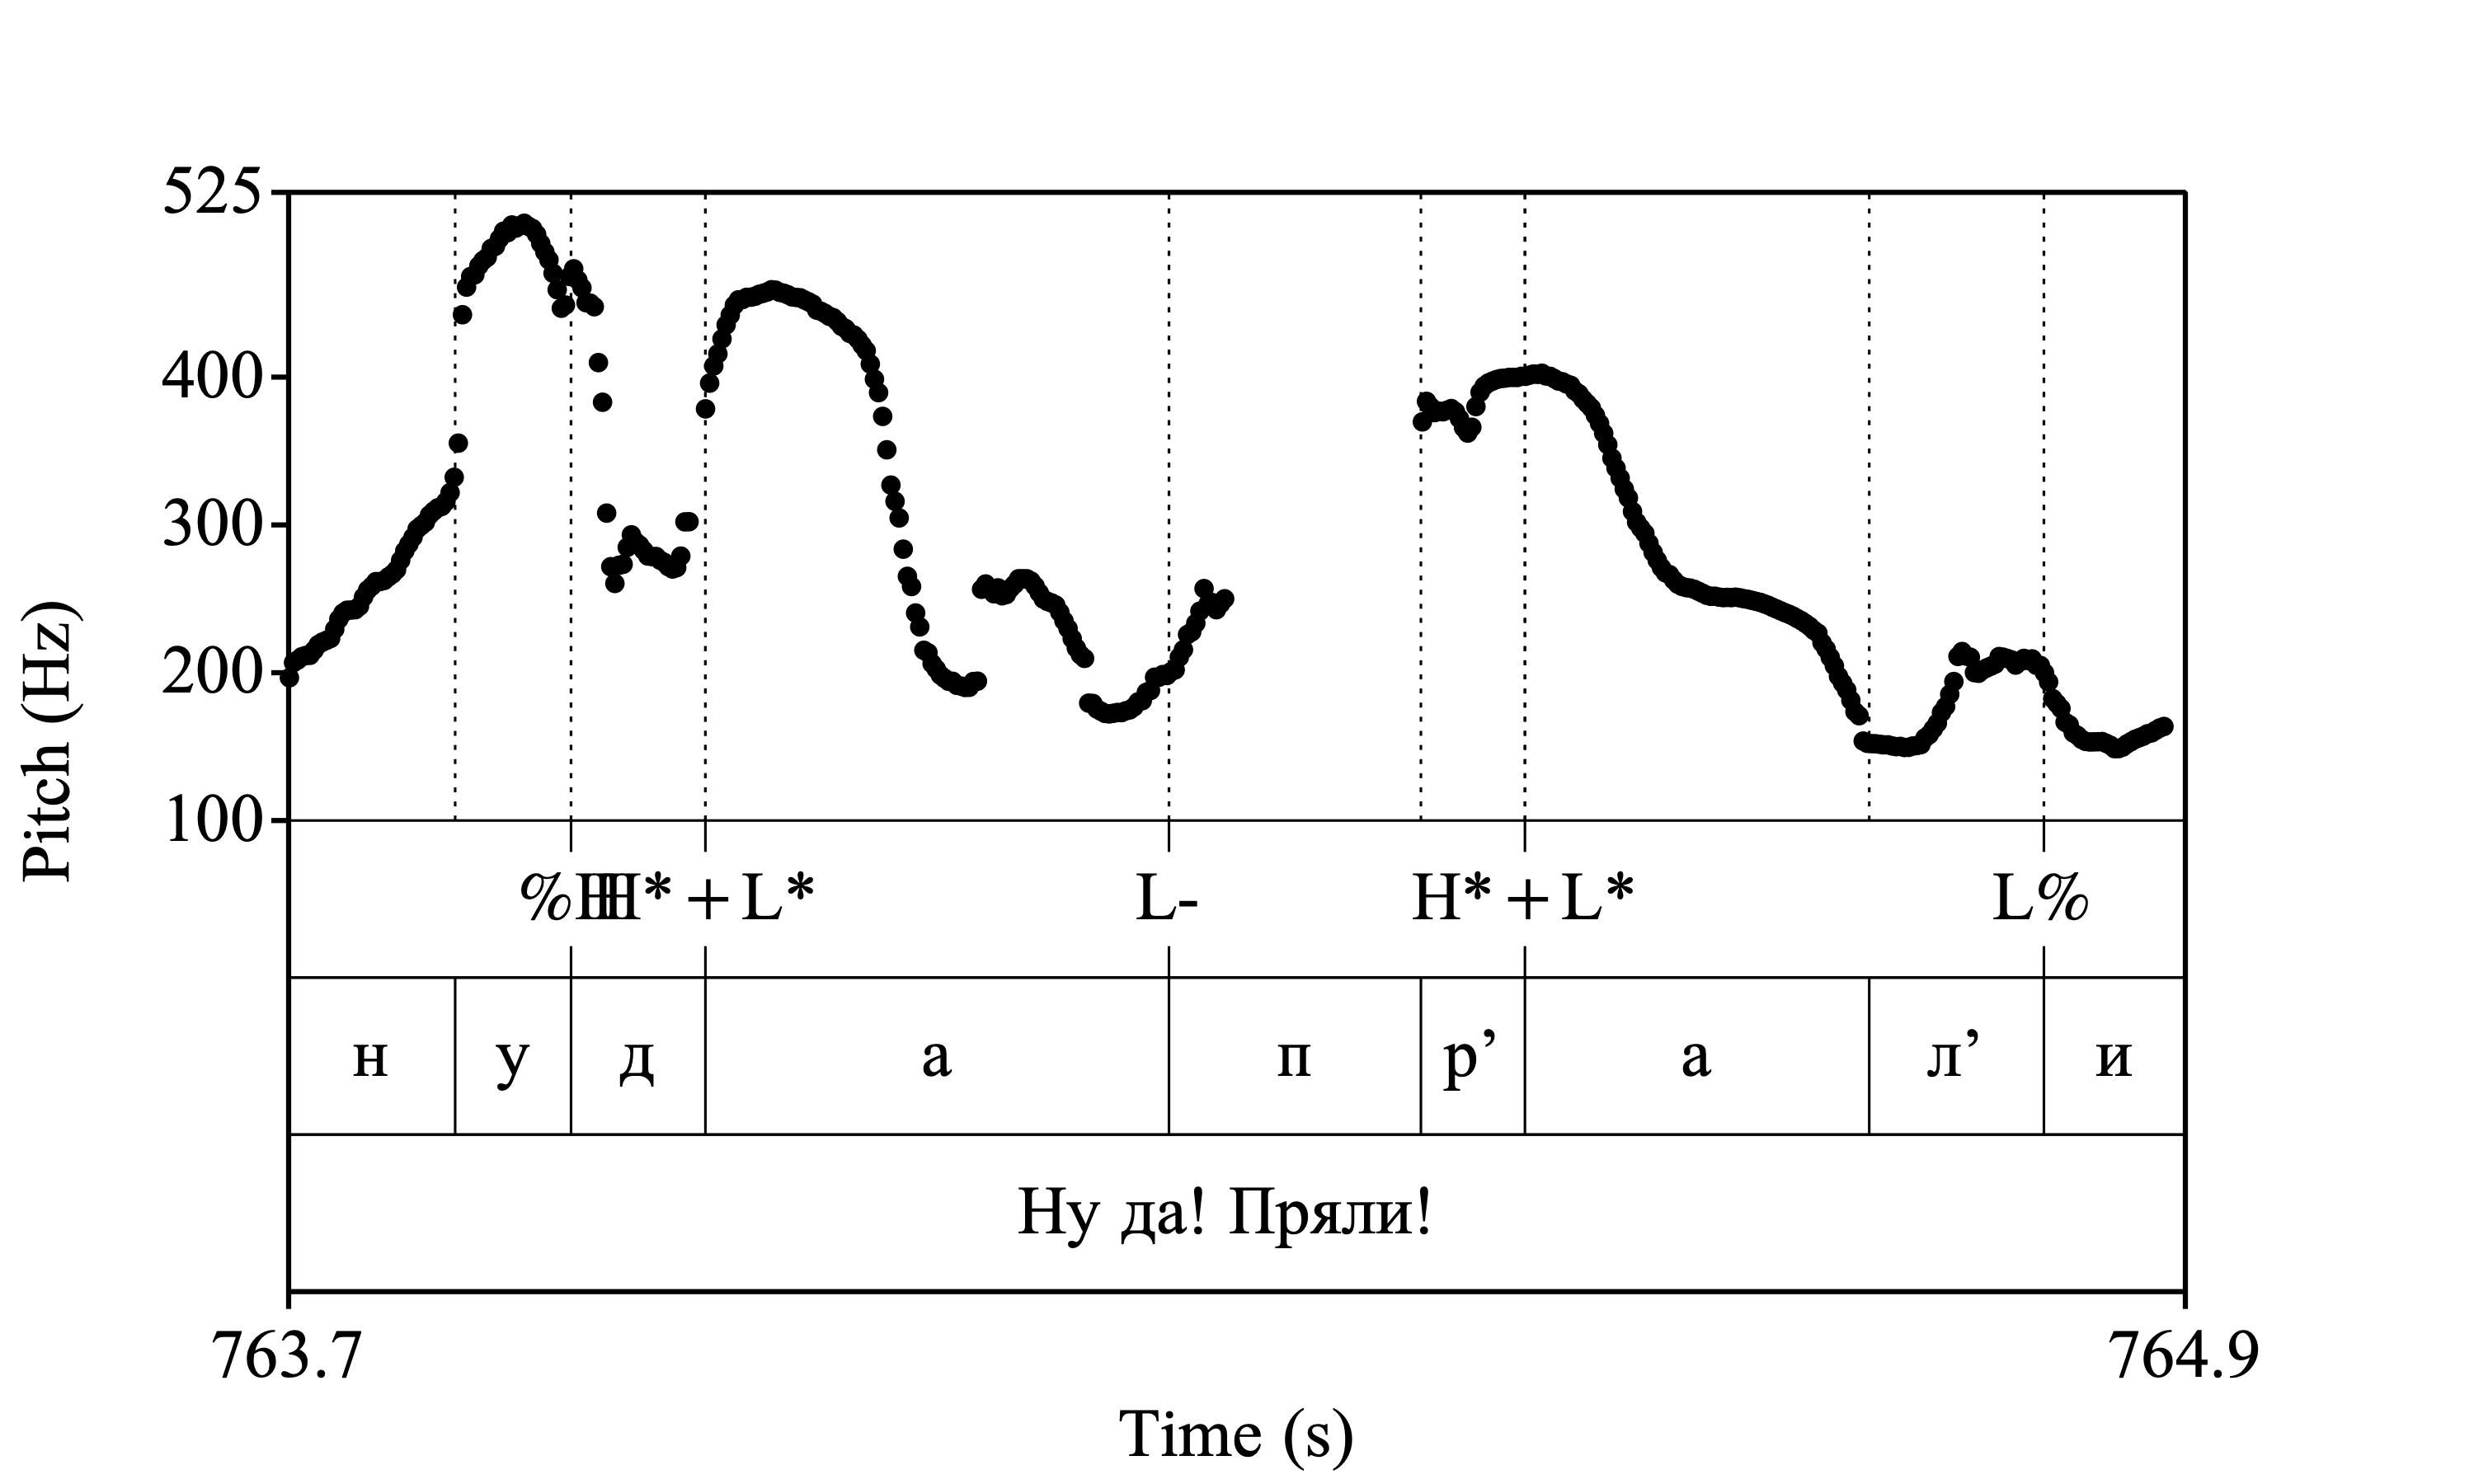 525
400
300
200
100
Pitch (Hz)
%H H*+L* L- H*+L* L%
н у д а п р’ а л’ и
Ну да! Пряли!
763.7 764.9
Time (s)